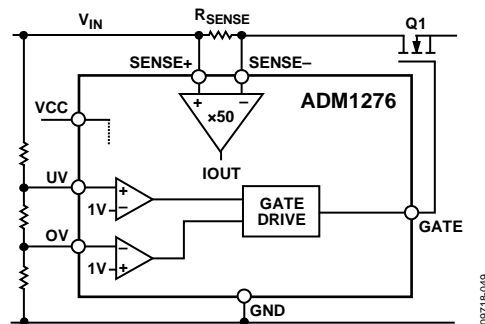 VIN
RSENSE
Q1
SENSE+
SENSE–
+
–
ADM1276
×50
VCC
IOUT
UV
+
–
1V
GATE
DRIVE
GATE
OV
–
+
1V
GND
09718-049